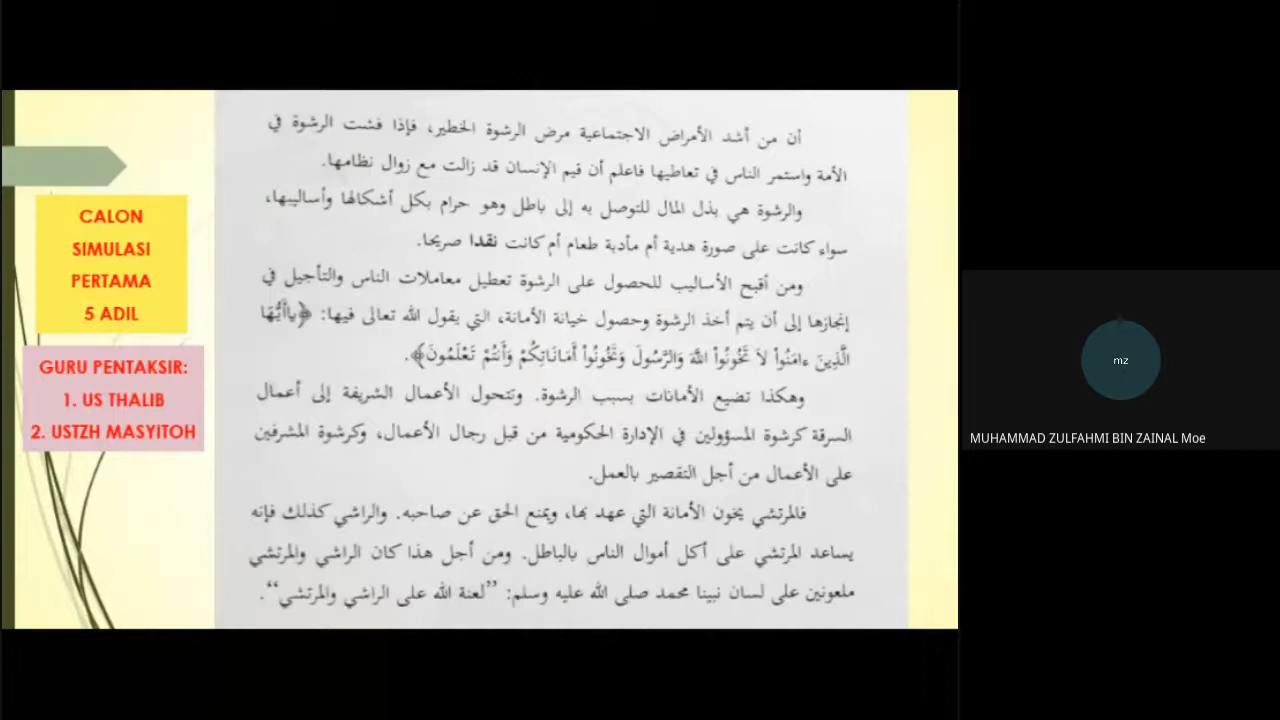 CALON
SIMULASI
PERTAMA
5 ADIL
GURU PENTAKSIR:
1. US THALIB
2. USTZH MASYITOH
أن من أشد الأمراض الاجتماعية مرض الرشوة الخطير، فإذا فشت الرشوة في
الأمة واستمر الناس في تعاطيها فاعلم أن قيم الإنسان قد زالت مع زوال نظامها.
والرشوة هي بذل المال للتوصل به إلى باطل وهو حرام بكل أشكالها وأساليبها،
سواء كانت على صورة هدية أم مأدبة طعام أم كانت نقدا صريحا.
ومن أقبح الأساليب للحصول على الرشوة تعطيل معاملات الناس والتأجيل في
إنجازها إلى أن يتم أخذ الرشوة وحصول خيانة الأمانة، التي يقول الله تعالى فيها: ﴿ياأَيُّهَا
الَّذِينَ ءامَنُواْ لاَ تَخُونُواْ اللَّهَ وَالرَّسُولَ وَتَخُونُواْ أَمَانَاتِكُمْ وَأَنتُمْ تَعْلَمُونَ﴾.
وهكذا تضيع الأمانات بسبب الرشوة. وتتحول الأعمال الشريفة إلى أعمال
السرقة كرشوة المسؤولين في الإدارة الحكومية من قبل رجال الأعمال، وكرشوة المشرفين
على الأعمال من أجل التقصير بالعمل.
فالمرتشي يخون الأمانة التي عهد بها، ويمنع الحق عن صاحبه. والراشي كذلك فإنه
يساعد المرتشي على أكل أموال الناس بالباطل. ومن أجل هذا كان الراشي والمرتشي
ملعونين على لسان نبينا محمد صلى الله عليه وسلم: ”لعنة الله على الراشي والمرتشي“.
mz
MUHAMMAD ZULFAHMI BIN ZAINAL Moe